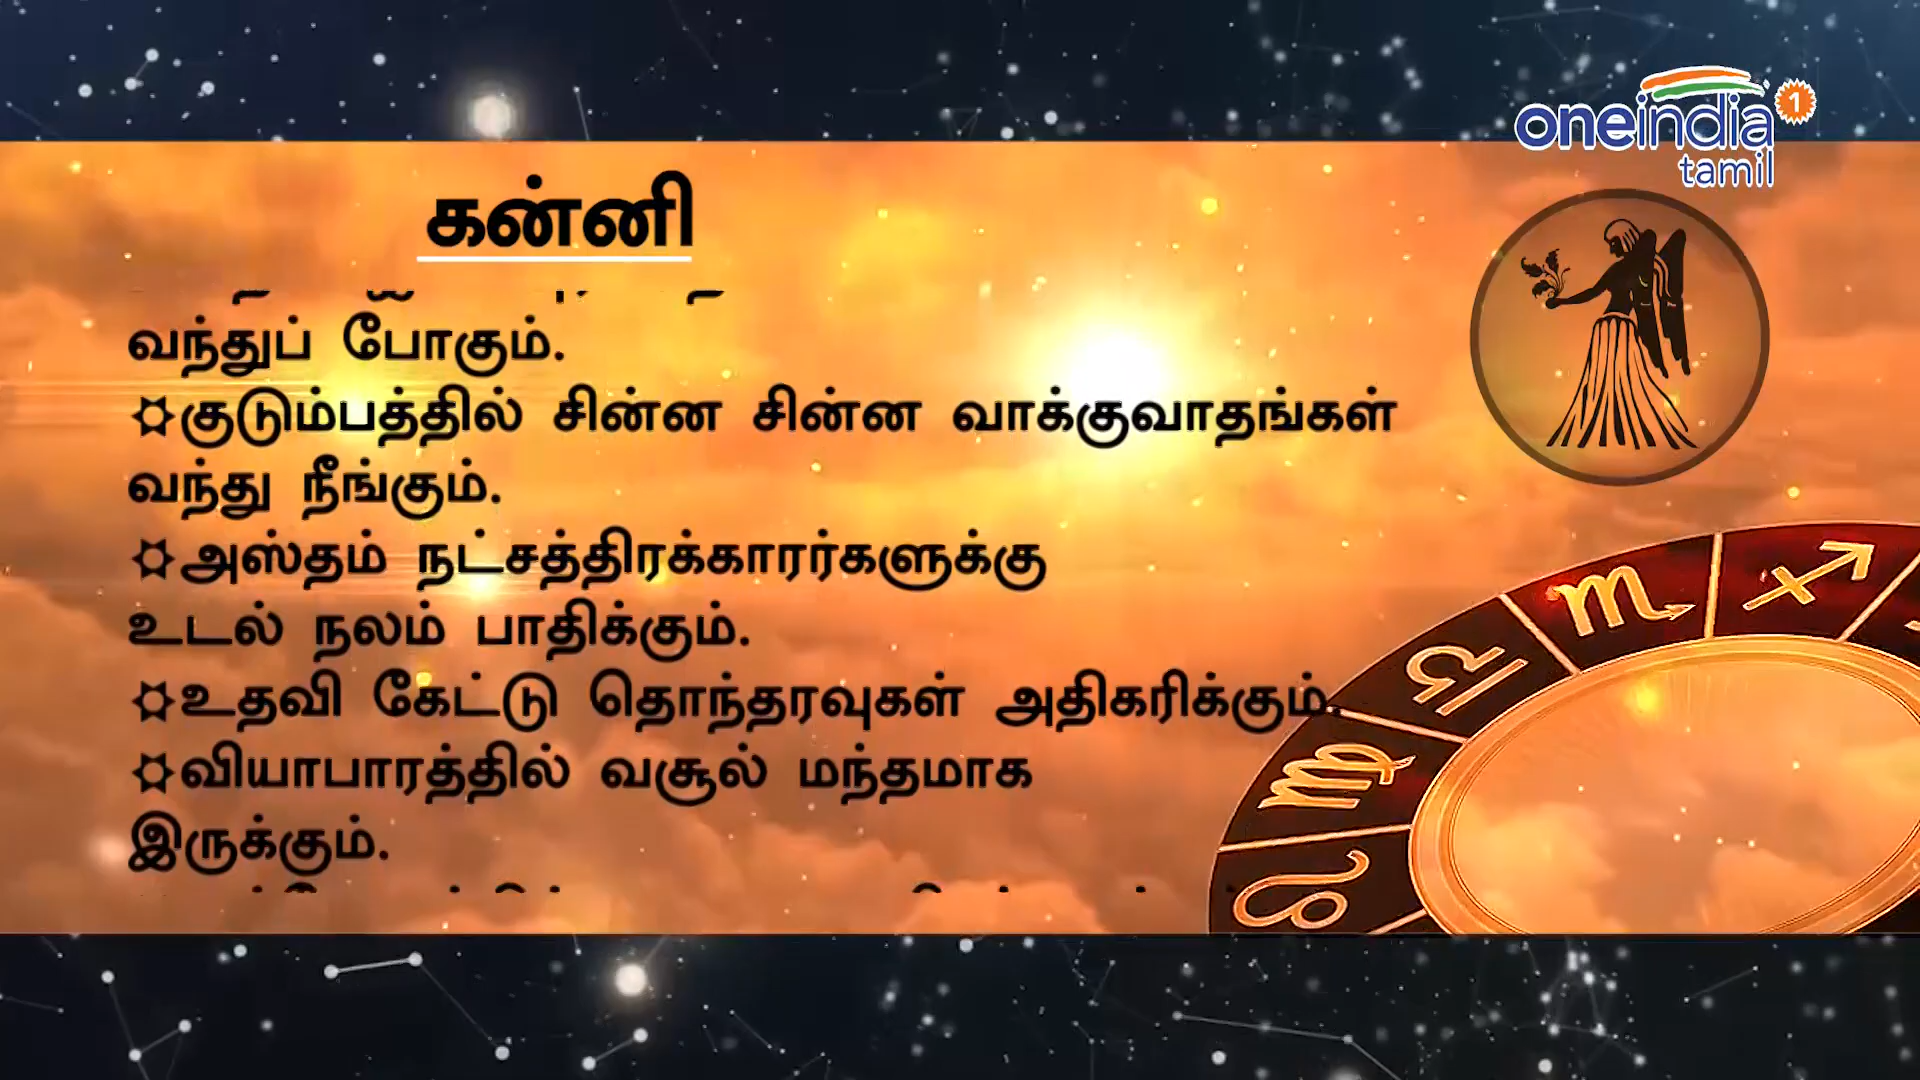 oneindia 1
tamil
கன்னி
வந்துப் போகும்.
¤குடும்பத்தில் சின்ன சின்ன வாக்குவாதங்கள்
வந்து நீங்கும்.
¤அஸ்தம் நட்சத்திரக்காரர்களுக்கு
உடல் நலம் பாதிக்கும்.
¤உதவி கேட்டு தொந்தரவுகள் அதிகரிக்கும்.
¤வியாபாரத்தில் வசூல் மந்தமாக
இருக்கும்.